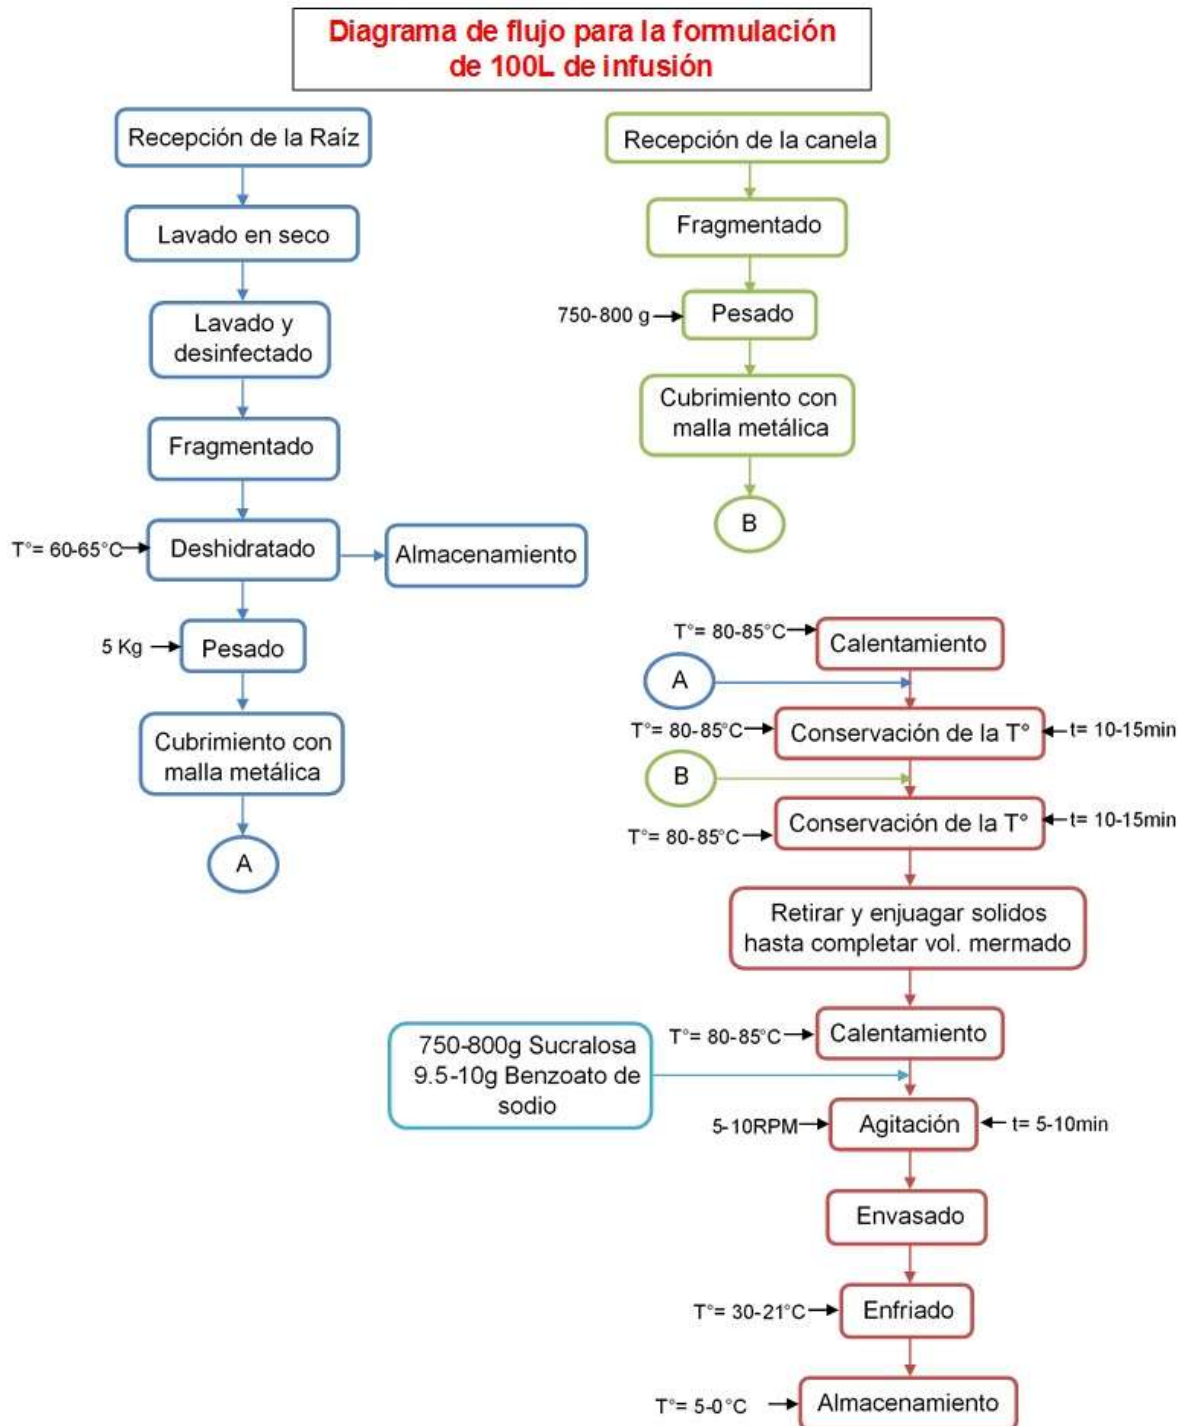 Diagrama de flujo para la formulación
de 100L de infusión
Recepción de la Raíz
Lavado en seco
Lavado y
desinfectado
Fragmentado
T°= 60-65°C
Deshidratado
Almacenamiento
5 Kg
Pesado
Cubrimiento con
malla metálica
A
Recepción de la canela
Fragmentado
750-800 g
Pesado
Cubrimiento con
malla metálica
B
T°= 80-85°C
Calentamiento
A
T°= 80-85°C
Conservación de la T°
t= 10-15min
B
T°= 80-85°C
Conservación de la T°
t= 10-15min
Retirar y enjuagar solidos
hasta completar vol. mermado
T°= 80-85°C
Calentamiento
750-800g Sucralosa
9.5-10g Benzoato de
sodio
5-10RPM
Agitación
t= 5-10min
Envasado
T°= 30-21°C
Enfriado
T°= 5-0°C
Almacenamiento